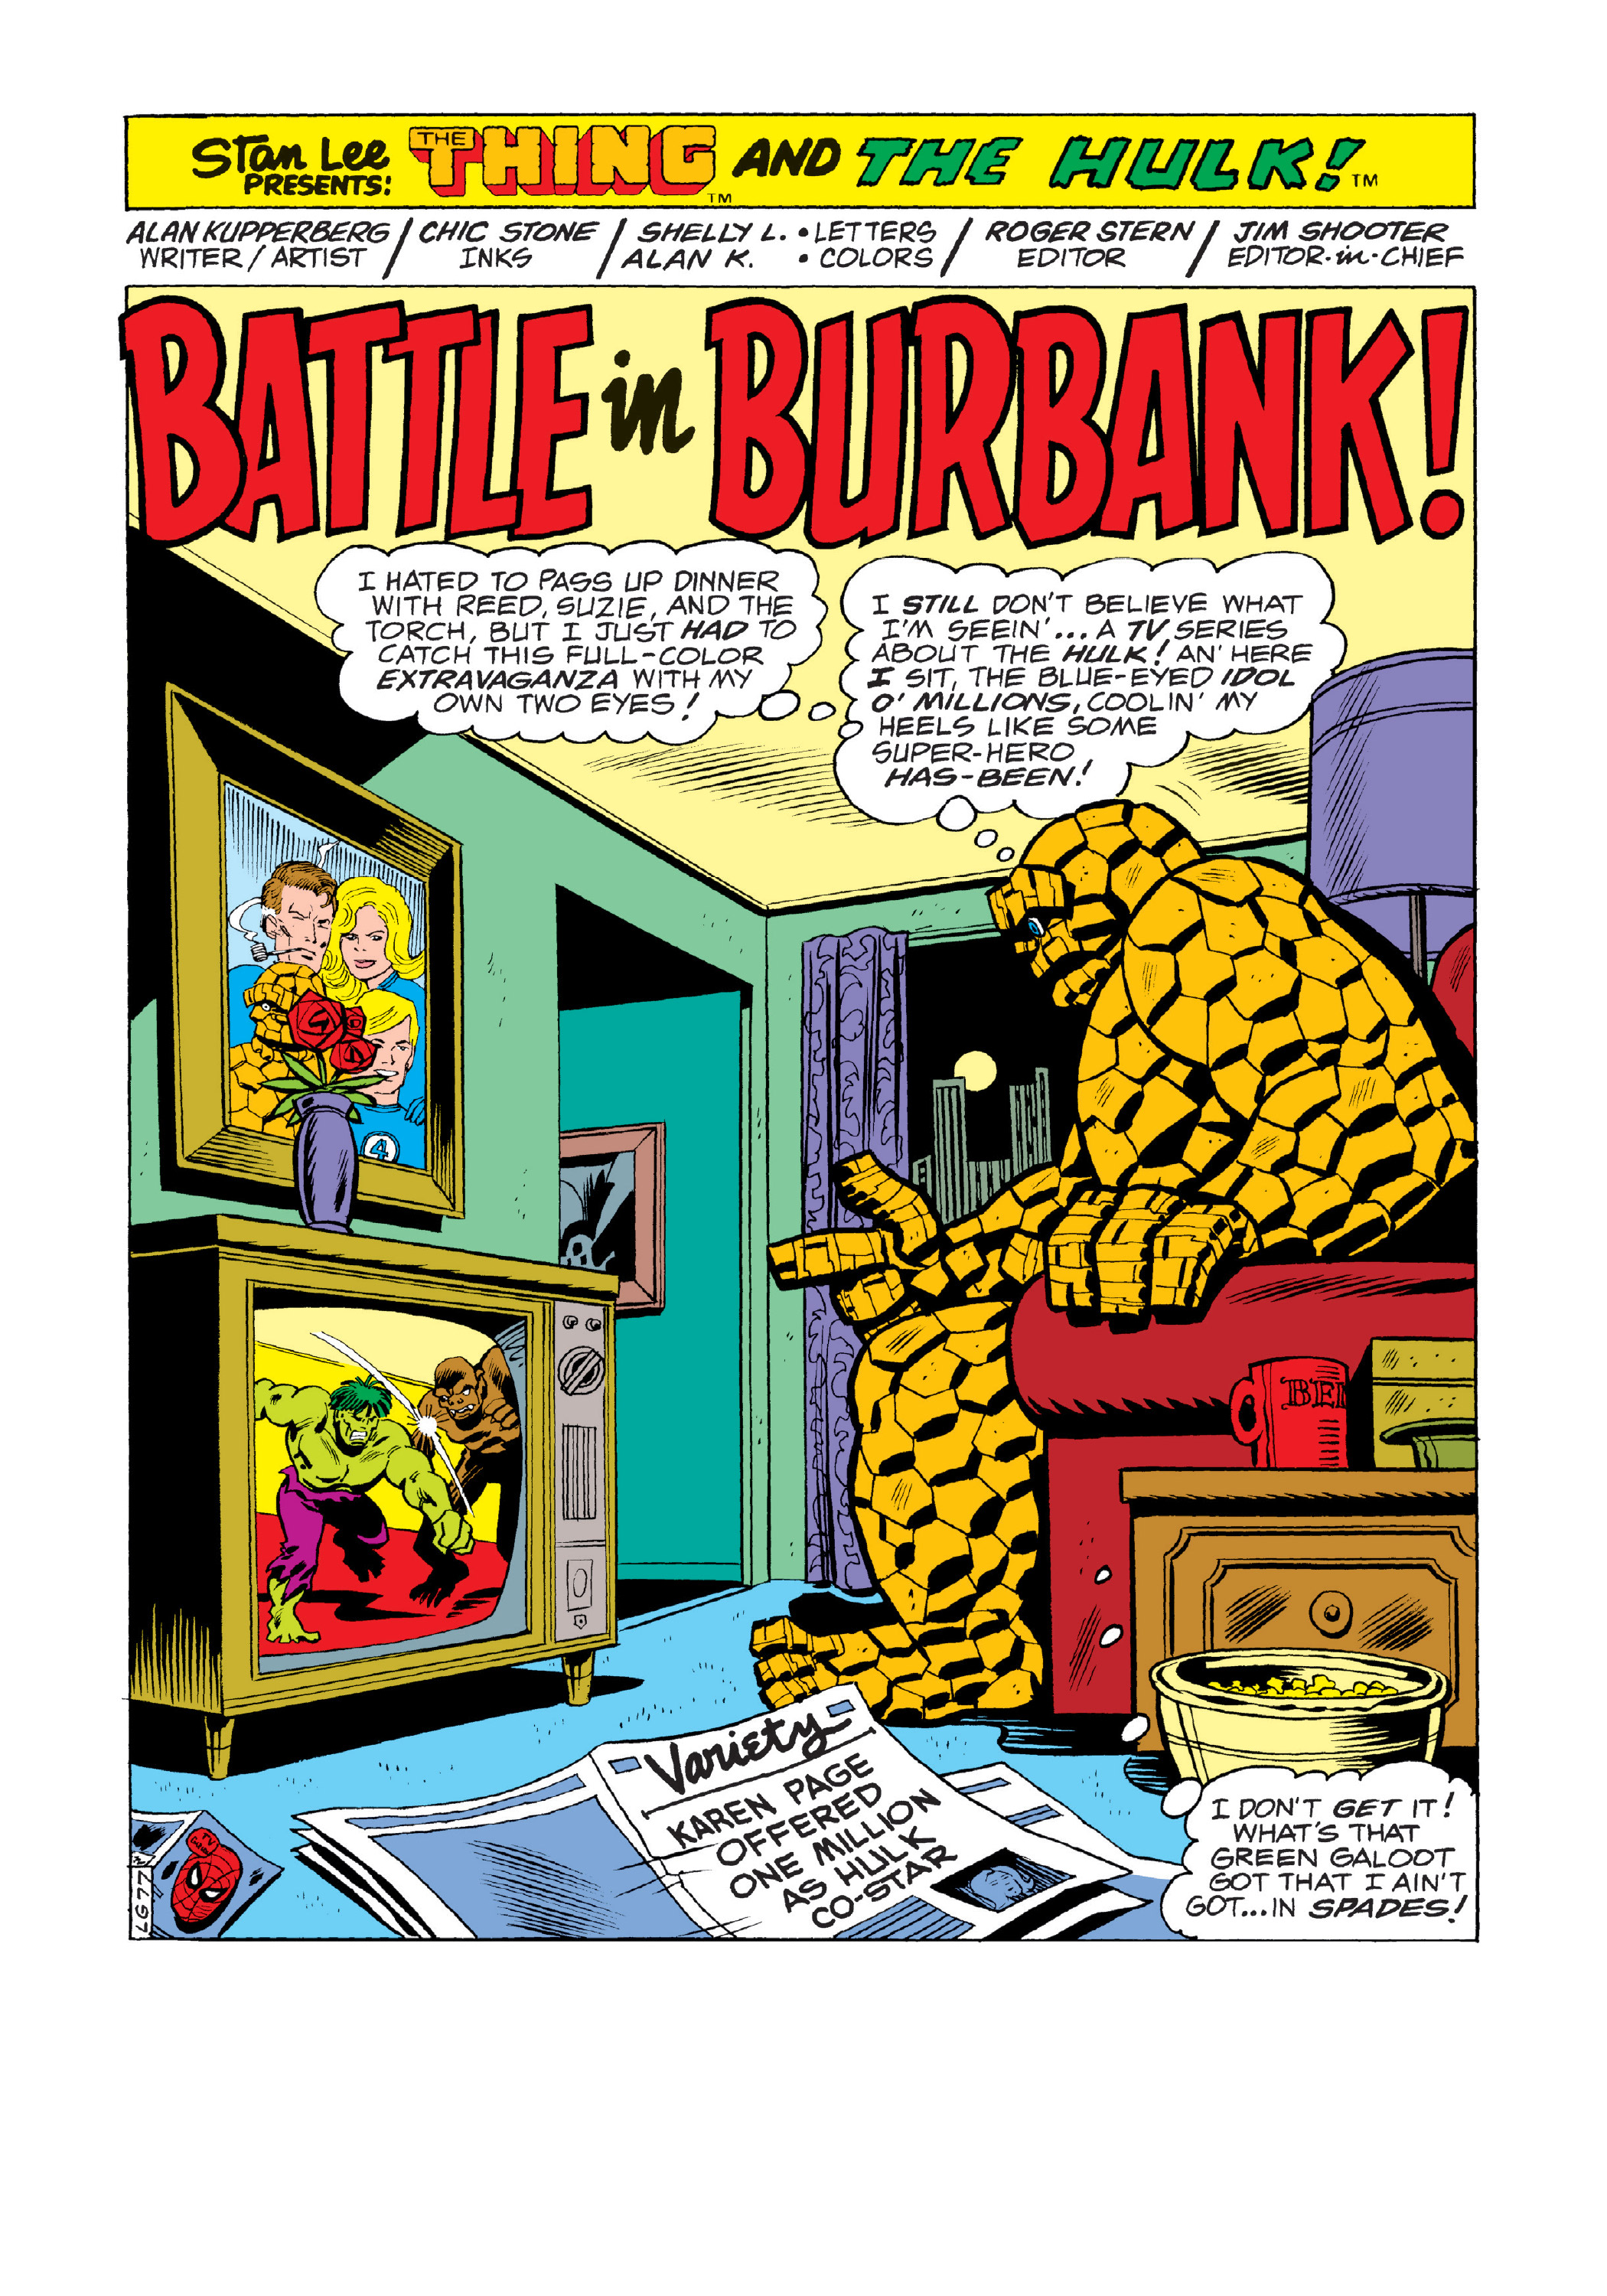 Stan Lee
PRESENTS:
THE THING™ AND THE HULK!™
ALAN KUPPERBERG
WRITER/ARTIST
CHIC STONE
INKS
SHELLY L. • LETTERS
ALAN K. • COLORS
ROGER STERN
EDITOR
JIM SHOOTER
EDITOR-in-CHIEF
BATTLE in BURBANK!
I HATED TO PASS UP DINNER
WITH REED, SUZIE, AND THE
TORCH, BUT I JUST HAD TO
CATCH THIS FULL-COLOR
EXTRAVAGANZA WITH MY
OWN TWO EYES!
I STILL DON'T BELIEVE WHAT
I'M SEEIN'... A TV SERIES
ABOUT THE HULK! AN' HERE
I SIT, THE BLUE-EYED IDOL
O' MILLIONS, COOLIN' MY
HEELS LIKE SOME
SUPER-HERO
HAS-BEEN!
4
BEN
Variety
KAREN PAGE
OFFERED
ONE MILLION
AS HULK
CO-STAR
I DON'T GET IT!
WHAT'S THAT
GREEN GALOOT
GOT THAT I AIN'T
GOT...IN SPADES!